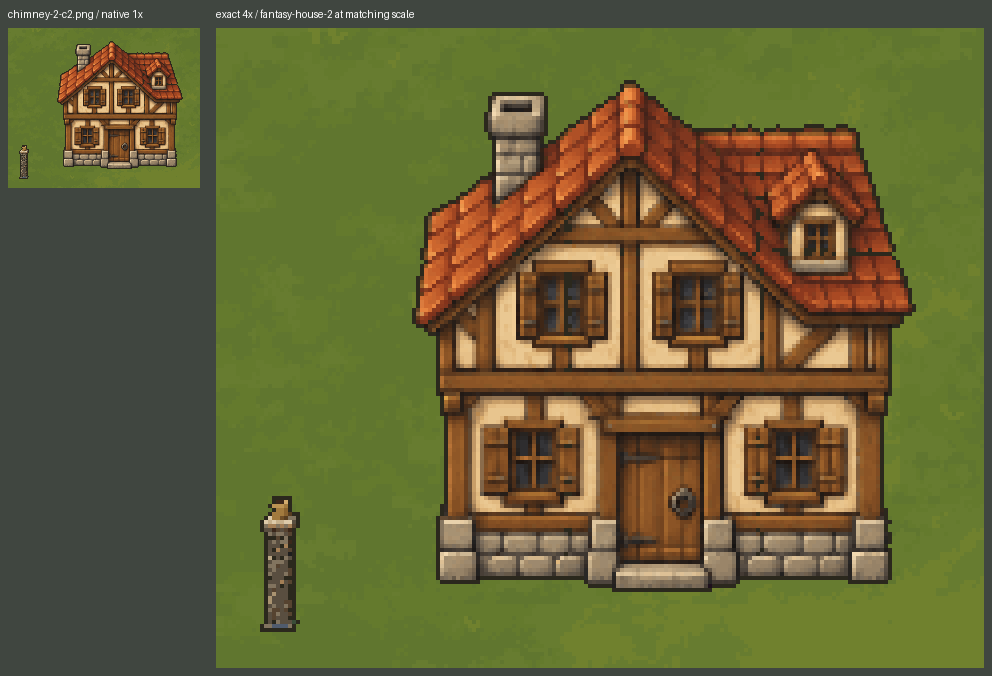 chimney-2-c2.png / native 1x
exact 4x / fantasy-house-2 at matching scale